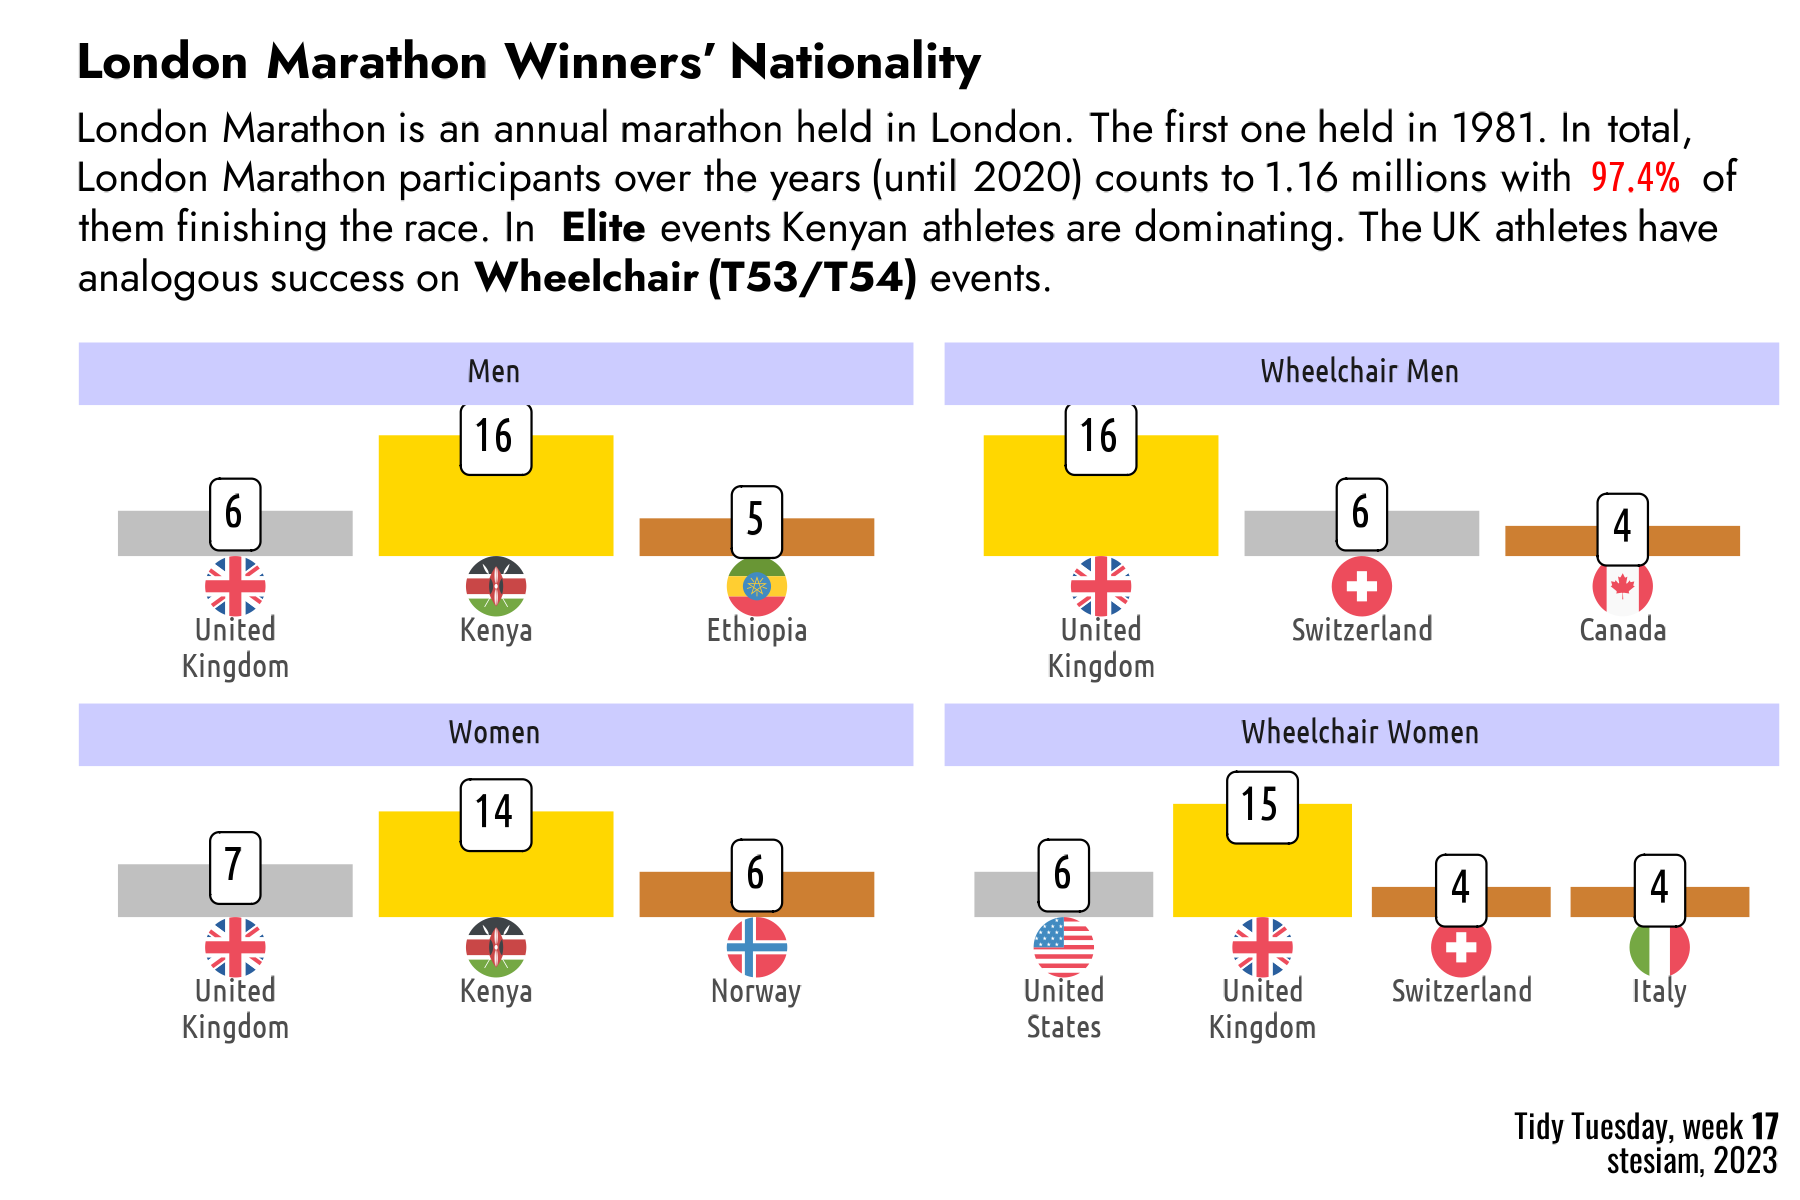 London Marathon Winners’ Nationality
London Marathon is an annual marathon held in London. The first one held in 1981. In total,
London Marathon participants over the years (until 2020) counts to 1.16 millions with 97.4% of
them finishing the race. In Elite events Kenyan athletes are dominating. The UK athletes have
analogous success on Wheelchair (T53/T54) events.
Men
6
16
5
United
Kingdom
Kenya
Ethiopia
Wheelchair Men
16
6
4
United
Kingdom
Switzerland
Canada
Women
7
14
6
United
Kingdom
Kenya
Norway
Wheelchair Women
6
15
4
4
United
States
United
Kingdom
Switzerland
Italy
Tidy Tuesday, week 17
stesiam, 2023